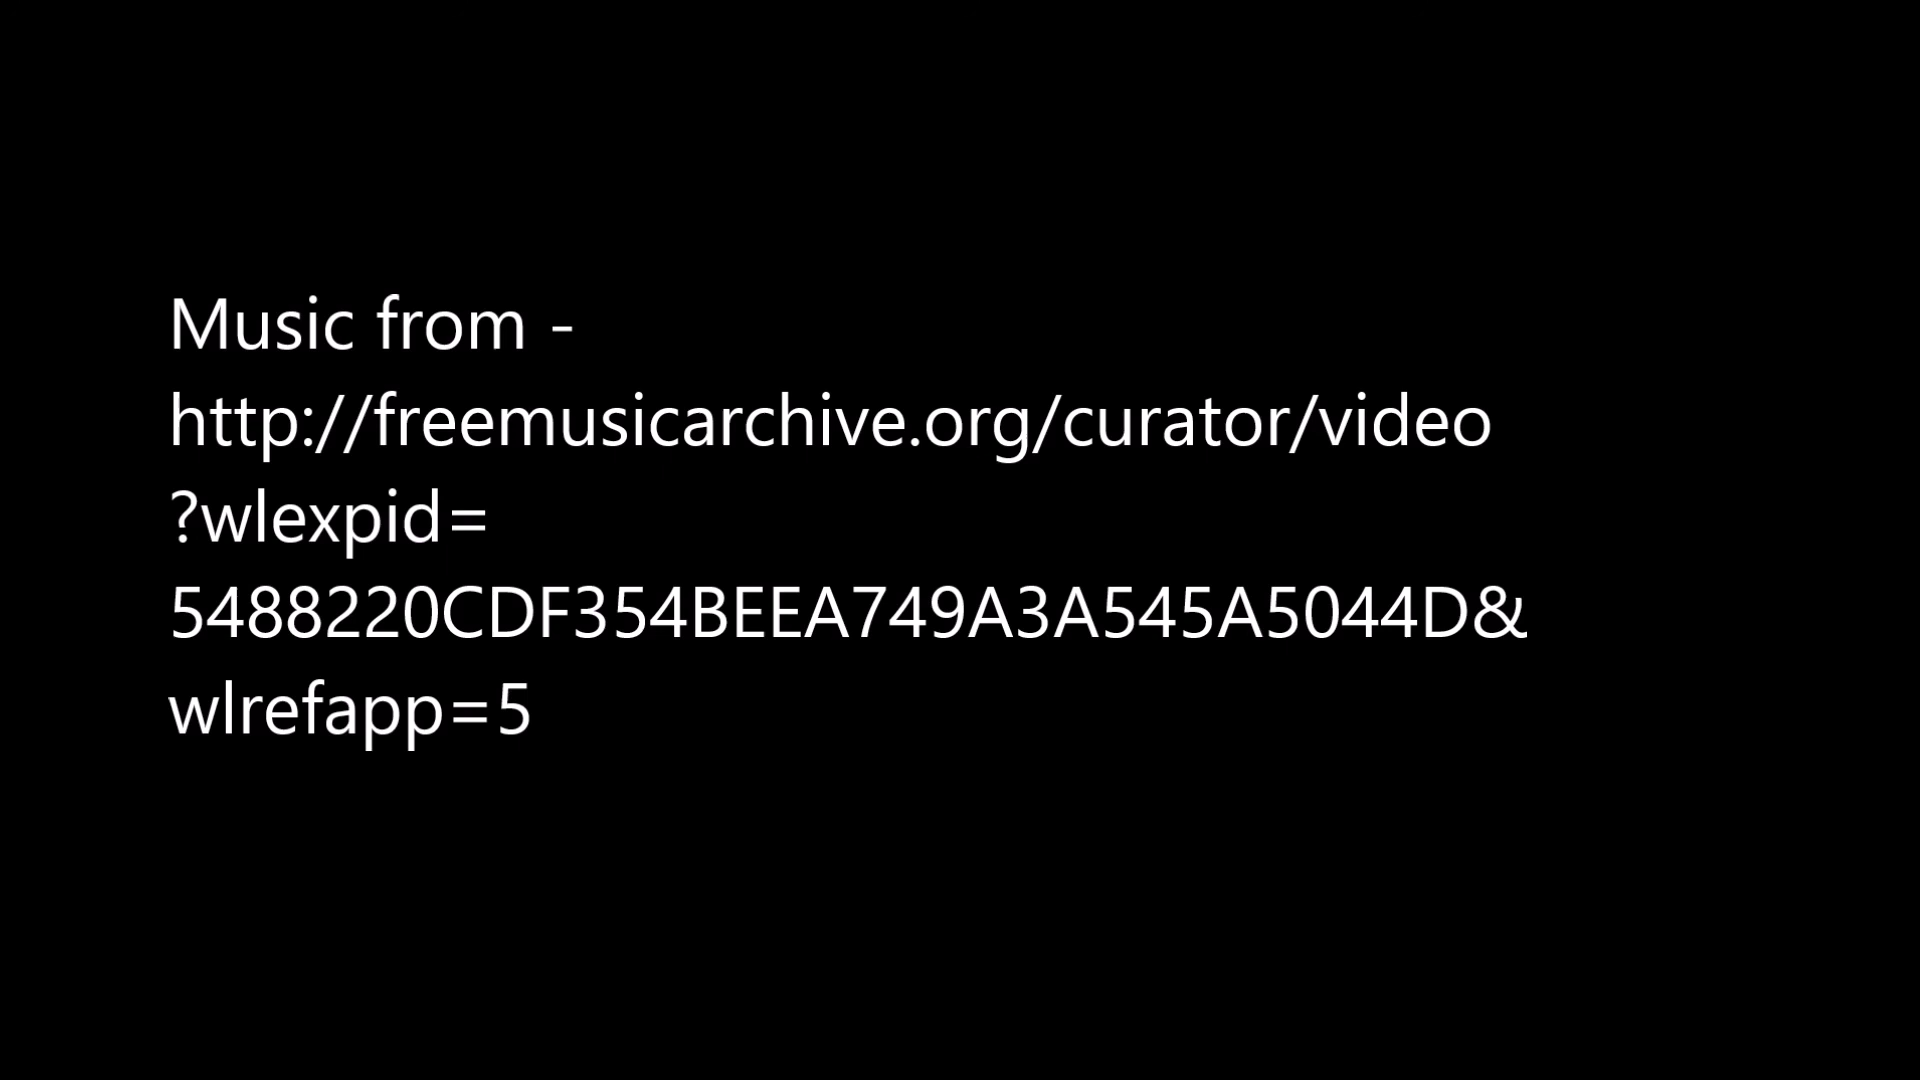 Music from -
http://freemusicarchive.org/curator/video
?wlexpid=
5488220CDF354BEEA749A3A545A5044D&
wlrefapp=5